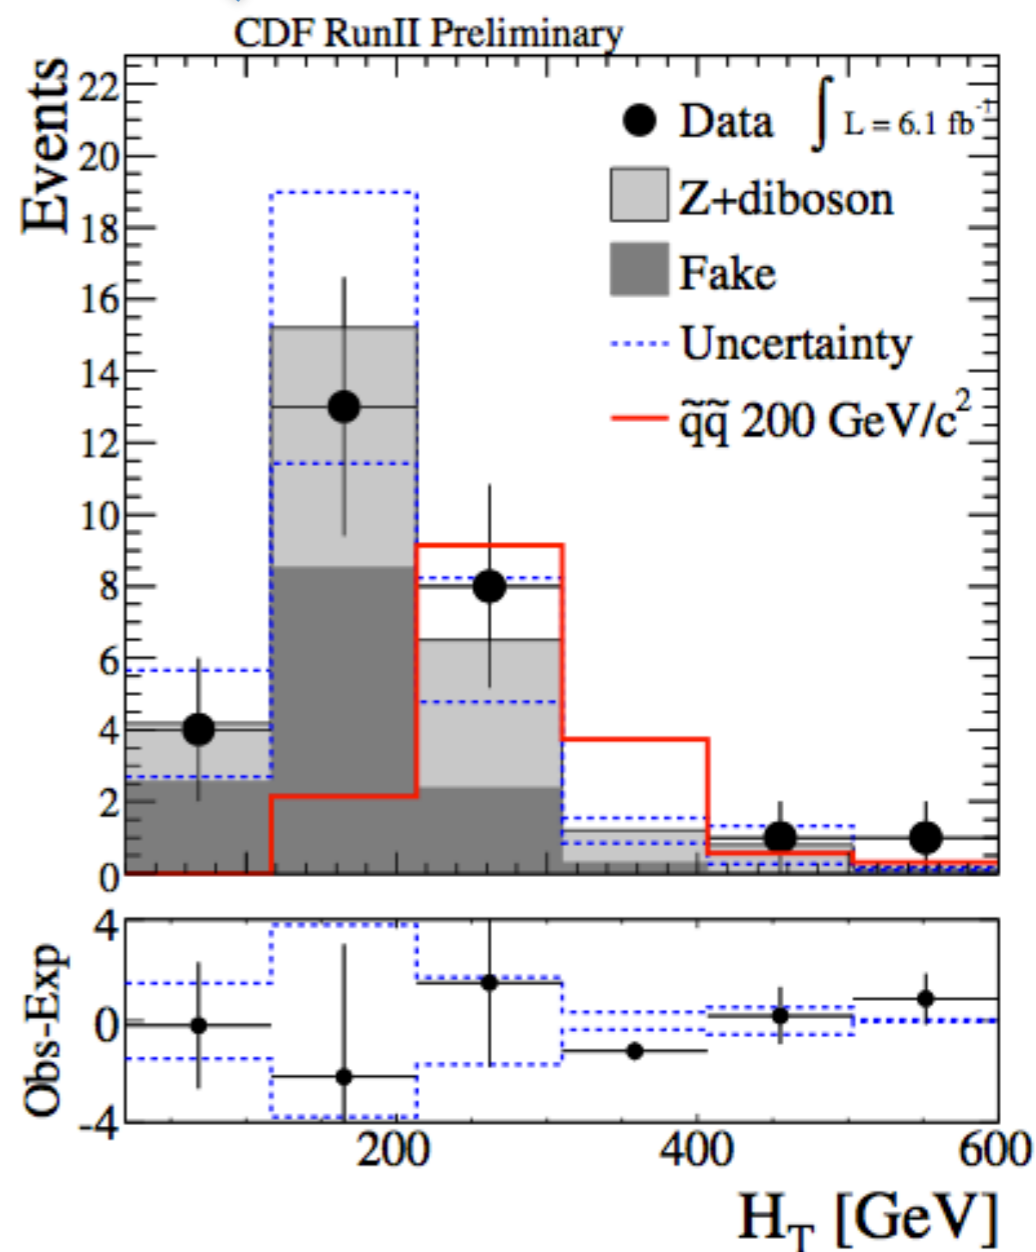 CDF RunII Preliminary
Events
22
20
18
16
14
12
10
8
6
4
2
0
Data ∫ L = 6.1 fb⁻¹
Z+diboson
Fake
Uncertainty
q̃q̃ 200 GeV/c²
Obs-Exp
4
0
-4
200 400 600
H_T [GeV]